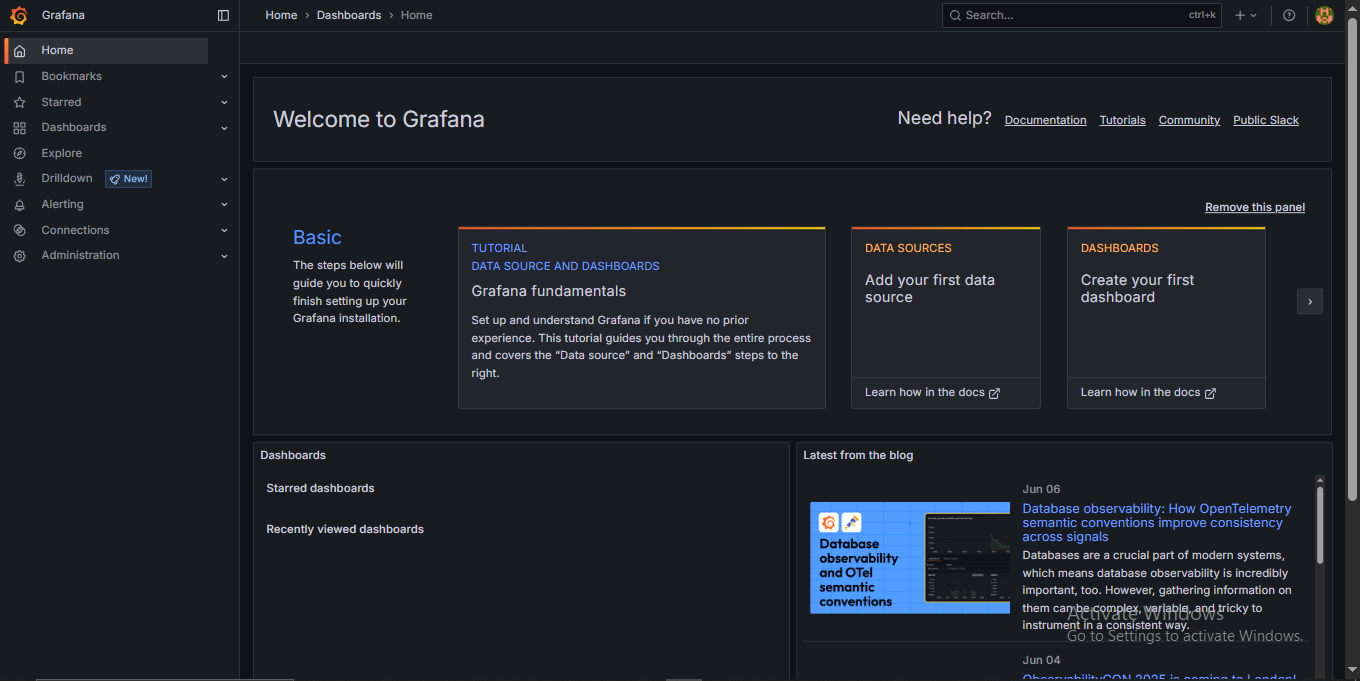 Grafana
Home › Dashboards › Home
Search... ctrl+k
Home
Bookmarks
Starred
Dashboards
Explore
Drilldown New!
Alerting
Connections
Administration
Welcome to Grafana
Need help? Documentation Tutorials Community Public Slack
Remove this panel
Basic
The steps below will
guide you to quickly
finish setting up your
Grafana installation.
TUTORIAL
DATA SOURCE AND DASHBOARDS
Grafana fundamentals
Set up and understand Grafana if you have no prior
experience. This tutorial guides you through the entire process
and covers the “Data source” and “Dashboards” steps to the
right.
DATA SOURCES
Add your first data
source
Learn how in the docs
DASHBOARDS
Create your first
dashboard
Learn how in the docs
Dashboards
Starred dashboards
Recently viewed dashboards
Latest from the blog
Database
observability
and OTel
semantic
conventions
Jun 06
Database observability: How OpenTelemetry
semantic conventions improve consistency
across signals
Databases are a crucial part of modern systems,
which means database observability is incredibly
important, too. However, gathering information on
them can be complex, variable, and tricky to
instrument in a consistent way.
Activate Windows
Go to Settings to activate Windows.
Jun 04
ObservabilityCON 2025 is coming to London!